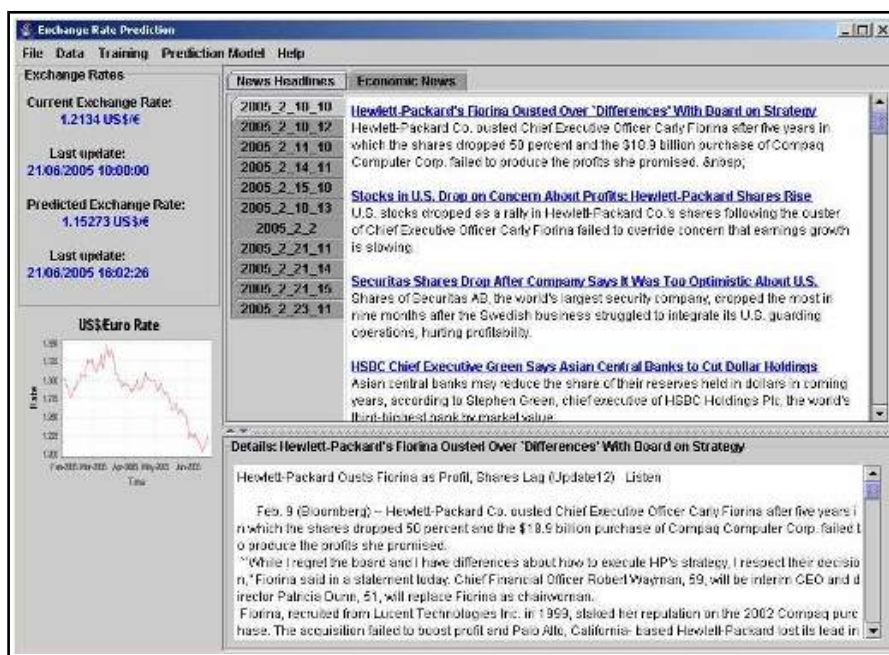 Exchange Rate Prediction
File Data Training Prediction Model Help
Exchange Rates
Current Exchange Rate:
1.2134 US$/€
Last update:
21/06/2005 10:00:00
Predicted Exchange Rate:
1.15273 US$/€
Last update:
21/06/2005 16:02:26
US$/Euro Rate
Rate
Time
News Headlines
Economic News
2005_2_10_10
2005_2_10_12
2005_2_11_10
2005_2_14_11
2005_2_15_10
2005_2_18_13
2005_2_2
2005_2_21_11
2005_2_21_14
2005_2_21_15
2005_2_23_11
Hewlett-Packard's Fiorina Ousted Over `Differences' With Board on Strategy
Hewlett-Packard Co. ousted Chief Executive Officer Carly Fiorina after five years in
which the shares dropped 50 percent and the $18.9 billion purchase of Compaq
Computer Corp. failed to produce the profits she promised. &nbsp;
Stocks in U.S. Drop on Concern About Profits; Hewlett-Packard Shares Rise
U.S. stocks dropped as a rally in Hewlett-Packard Co.'s shares following the ouster
of Chief Executive Officer Carly Fiorina failed to override concern that earnings growth
is slowing.
Securitas Shares Drop After Company Says It Was Too Optimistic About U.S.
Shares of Securitas AB, the world's largest security company, dropped the most in
nine months after the Swedish business struggled to integrate its U.S. guarding
operations, hurting profitability.
HSBC Chief Executive Green Says Asian Central Banks to Cut Dollar Holdings
Asian central banks may reduce the share of their reserves held in dollars in coming
years, according to Stephen Green, chief executive of HSBC Holdings Plc, the world's
third-biggest bank by market value.
Details: Hewlett-Packard's Fiorina Ousted Over `Differences' With Board on Strategy
Hewlett-Packard Ousts Fiorina as Profit, Shares Lag (Update12) Listen
Feb. 9 (Bloomberg) -- Hewlett-Packard Co. ousted Chief Executive Officer Carly Fiorina after five years i
n which the shares dropped 50 percent and the $18.9 billion purchase of Compaq Computer Corp. failed t
o produce the profits she promised.
``While I regret the board and I have differences about how to execute HP's strategy, I respect their decisio
n,'' Fiorina said in a statement today. Chief Financial Officer Robert Wayman, 59, will be interim CEO and d
irector Patricia Dunn, 51, will replace Fiorina as chairwoman.
Fiorina, recruited from Lucent Technologies Inc. in 1999, staked her reputation on the 2002 Compaq purc
hase. The acquisition failed to boost profit and Palo Alto, California- based Hewlett-Packard lost its lead in